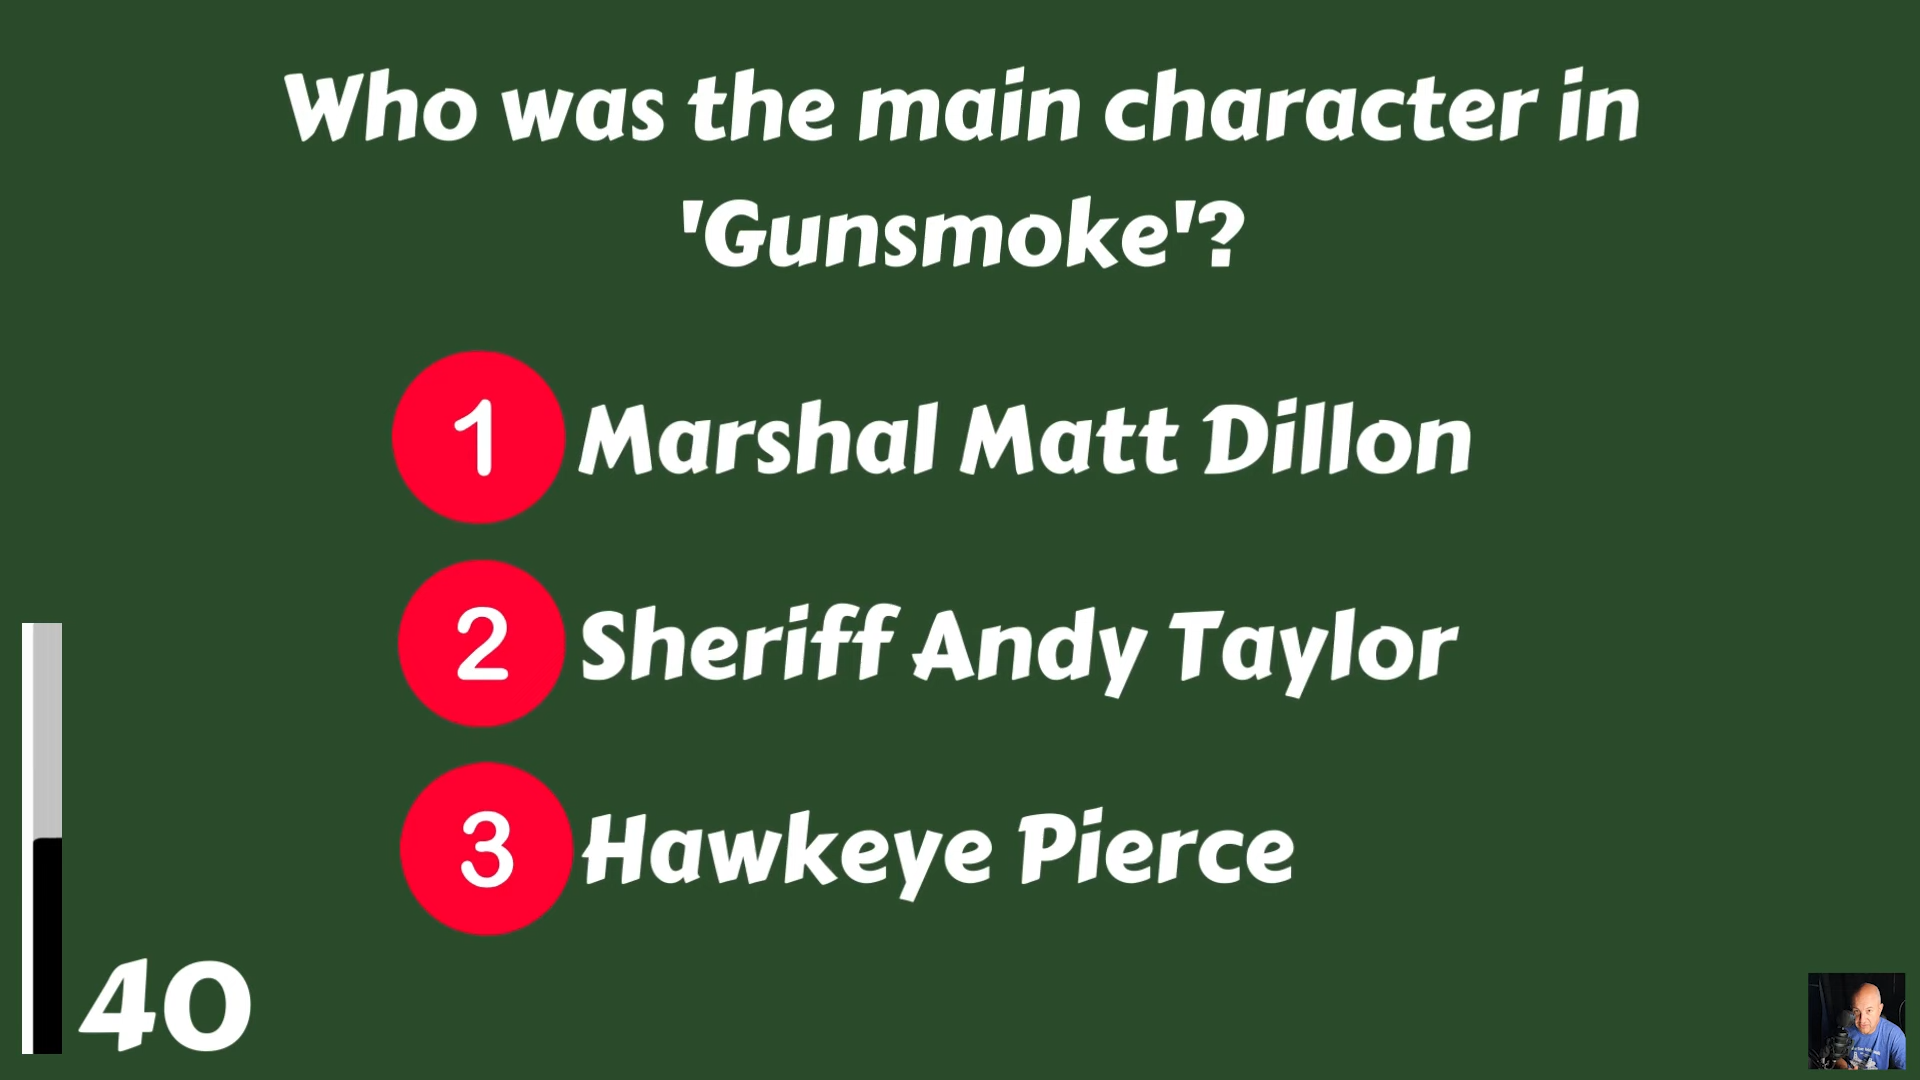 Who was the main character in
'Gunsmoke'?
1 Marshal Matt Dillon
2 Sheriff Andy Taylor
3 Hawkeye Pierce
40